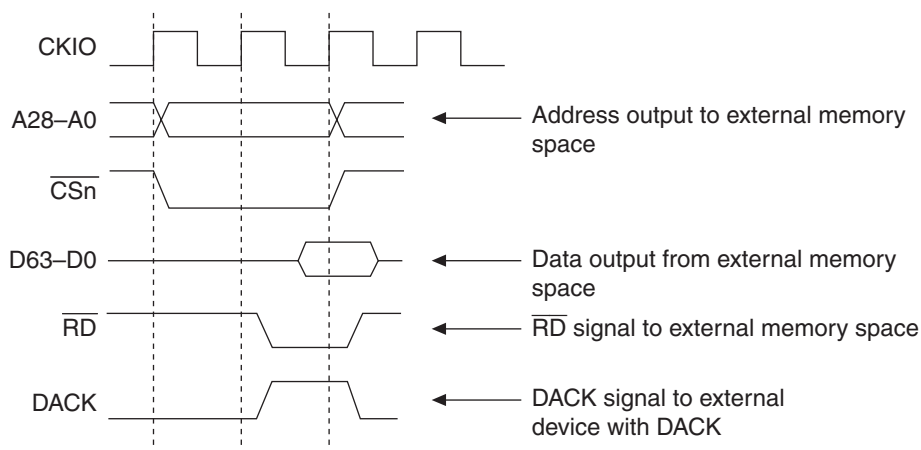 CKIO
A28–A0
Address output to external memory
space
CSn
D63–D0
Data output from external memory
space
RD
RD signal to external memory space
DACK
DACK signal to external
device with DACK